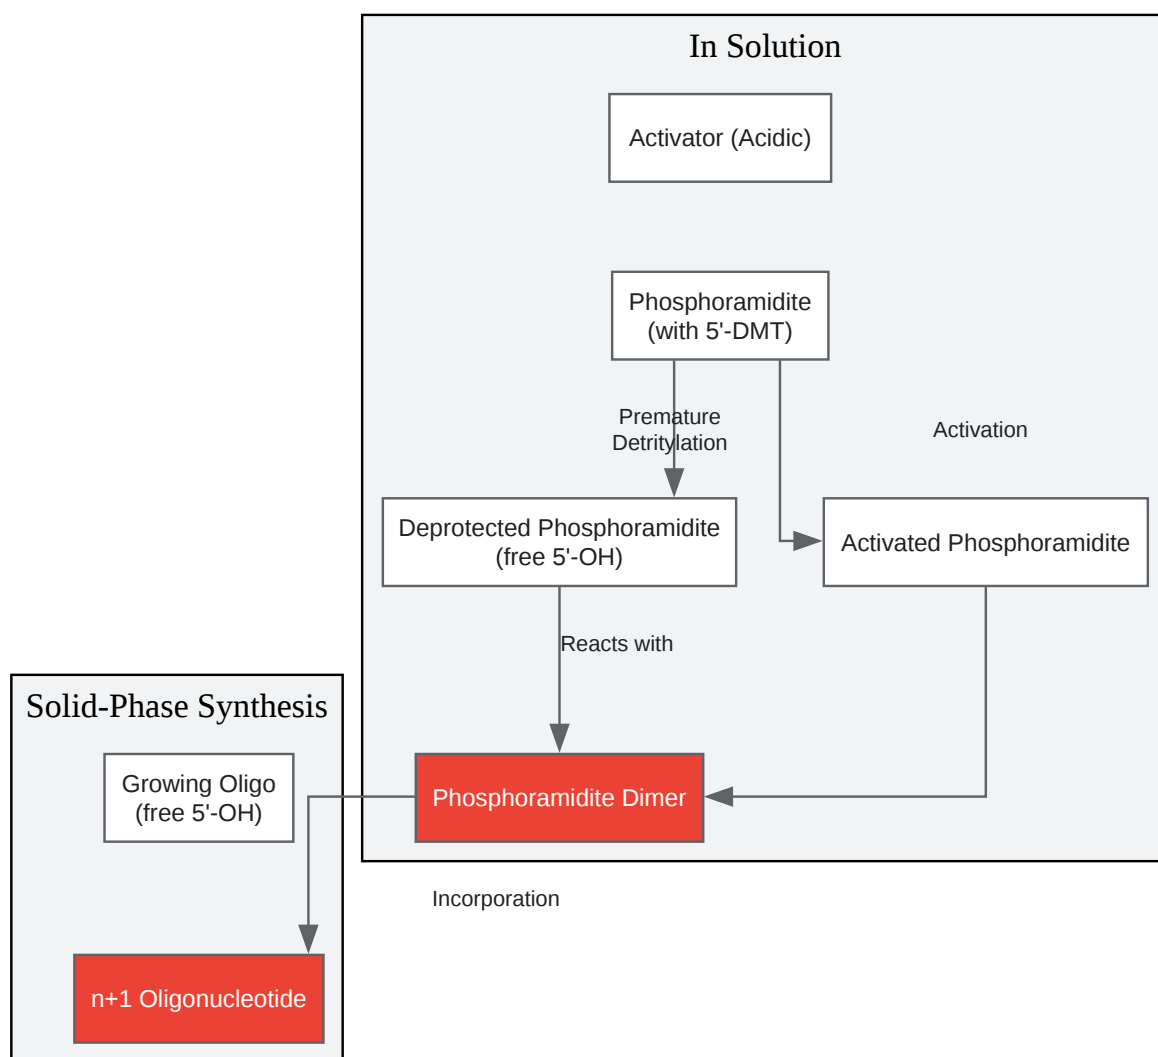 In Solution
Activator (Acidic)
Phosphoramidite
(with 5'-DMT)
Premature
Detritylation
Activation
Deprotected Phosphoramidite
(free 5'-OH)
Activated Phosphoramidite
Reacts with
Solid-Phase Synthesis
Growing Oligo
(free 5'-OH)
Phosphoramidite Dimer
Incorporation
n+1 Oligonucleotide